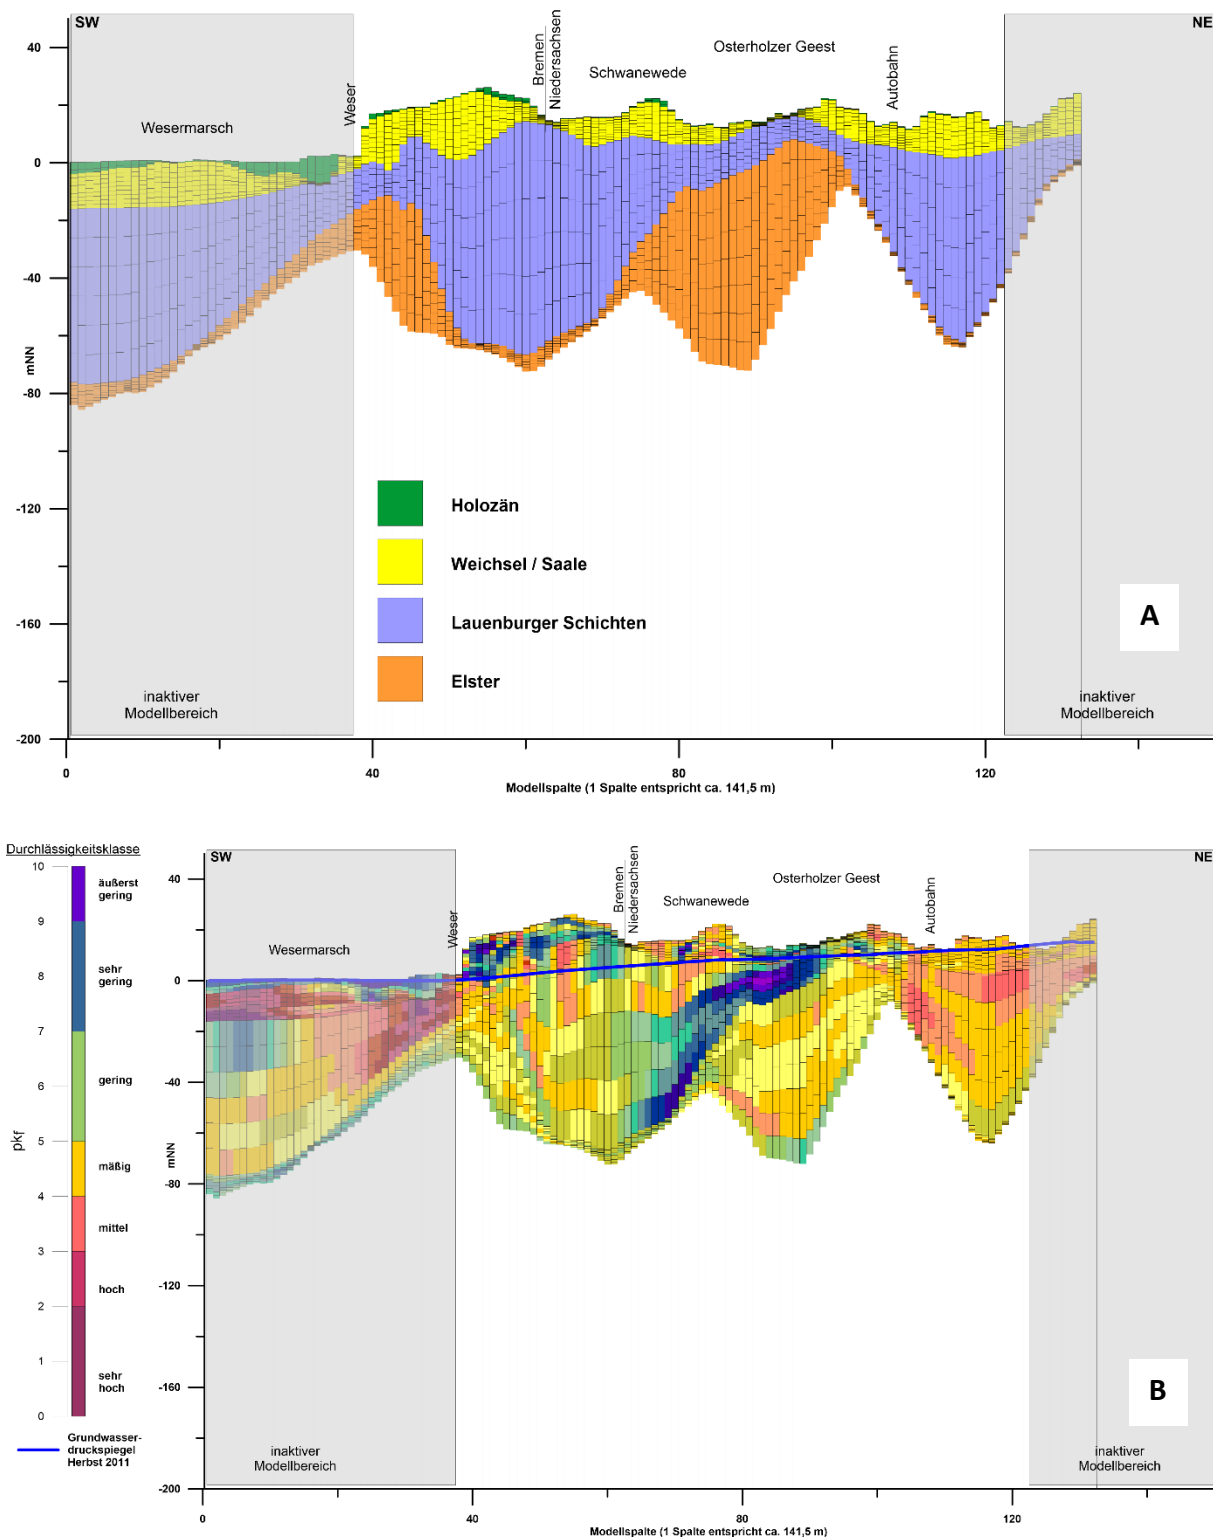 SW
NE
40
Bremen
Niedersachsen
Osterholzer Geest
Schwanewede
Autobahn
Weser
Wesermarsch
0
-40
mNN
-80
-120
Holozän
Weichsel / Saale
-160
Lauenburger Schichten
A
Elster
inaktiver
Modellbereich
inaktiver
Modellbereich
-200
0
40
80
120
Modellspalte (1 Spalte entspricht ca. 141,5 m)
Durchlässigkeitsklasse
10
äußerst
gering
9
sehr
gering
8
7
gering
6
pkf
5
mäßig
4
mittel
3
hoch
2
1
sehr
hoch
0
Grundwasser-
druckspiegel
Herbst 2011
SW
NE
40
Bremen
Niedersachsen
Osterholzer Geest
Schwanewede
Autobahn
Weser
Wesermarsch
0
-40
mNN
-80
-120
-160
B
inaktiver
Modellbereich
inaktiver
Modellbereich
-200
0
40
80
120
Modellspalte (1 Spalte entspricht ca. 141,5 m)